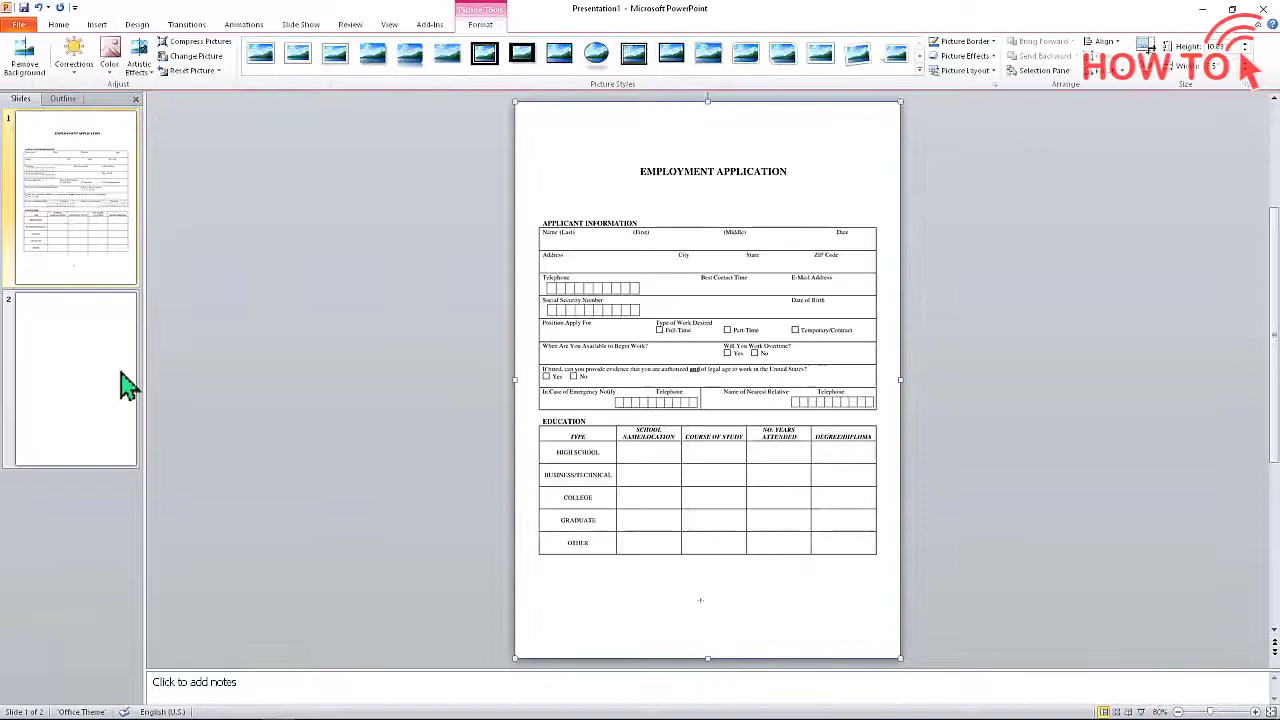 Picture Tools
Presentation1 - Microsoft PowerPoint
File Home Insert Design Transitions Animations Slide Show Review View Add-Ins Format
Remove Background
Corrections
Color
Artistic Effects
Compress Pictures
Change Picture
Reset Picture
Adjust
Picture Styles
Picture Border
Picture Effects
Picture Layout
Bring Forward
Send Backward
Selection Pane
Align
Arrange
Height:
Size
HOW TO
Slides Outline
1
2
EMPLOYMENT APPLICATION
EMPLOYMENT APPLICATION
APPLICANT INFORMATION
Name (Last) (First) (Middle) Date
Address City State ZIP Code
Telephone Best Contact Time E-Mail Address
Social Security Number Date of Birth
Position Apply For Type of Work Desired
Full-Time Part-Time Temporary/Contract
When Are You Available to Begin Work? Will You Work Overtime?
Yes No
If hired, can you provide evidence that you are authorized and of legal age to work in the United States?
Yes No
In Case of Emergency Notify Telephone Name of Nearest Relative Telephone
EDUCATION
TYPE SCHOOL NAME/LOCATION COURSE OF STUDY NO. YEARS ATTENDED DEGREE/DIPLOMA
HIGH SCHOOL
BUSINESS/TECHNICAL
COLLEGE
GRADUATE
OTHER
-1-
Click to add notes
Slide 1 of 2 "Office Theme" English (U.S.) 80%